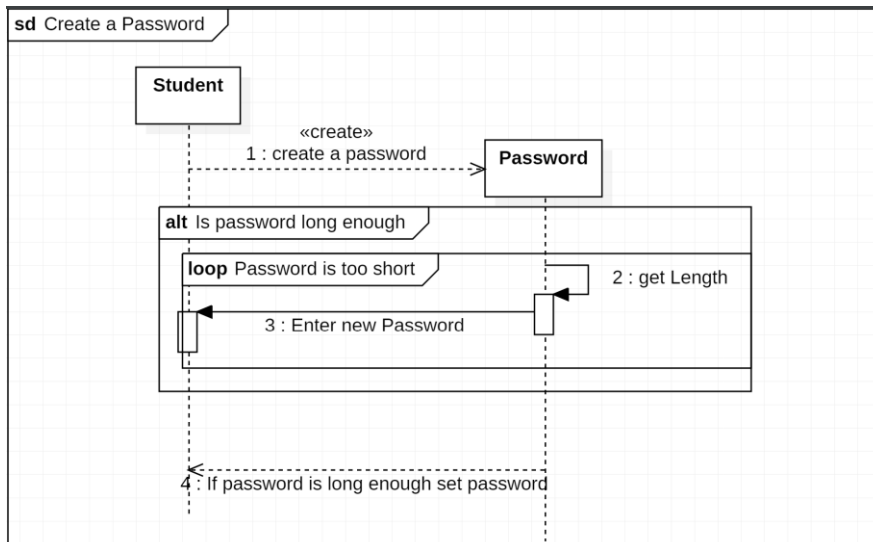 sd Create a Password
Student
«create»
1 : create a password
Password
alt Is password long enough
loop Password is too short
2 : get Length
3 : Enter new Password
4 : If password is long enough set password